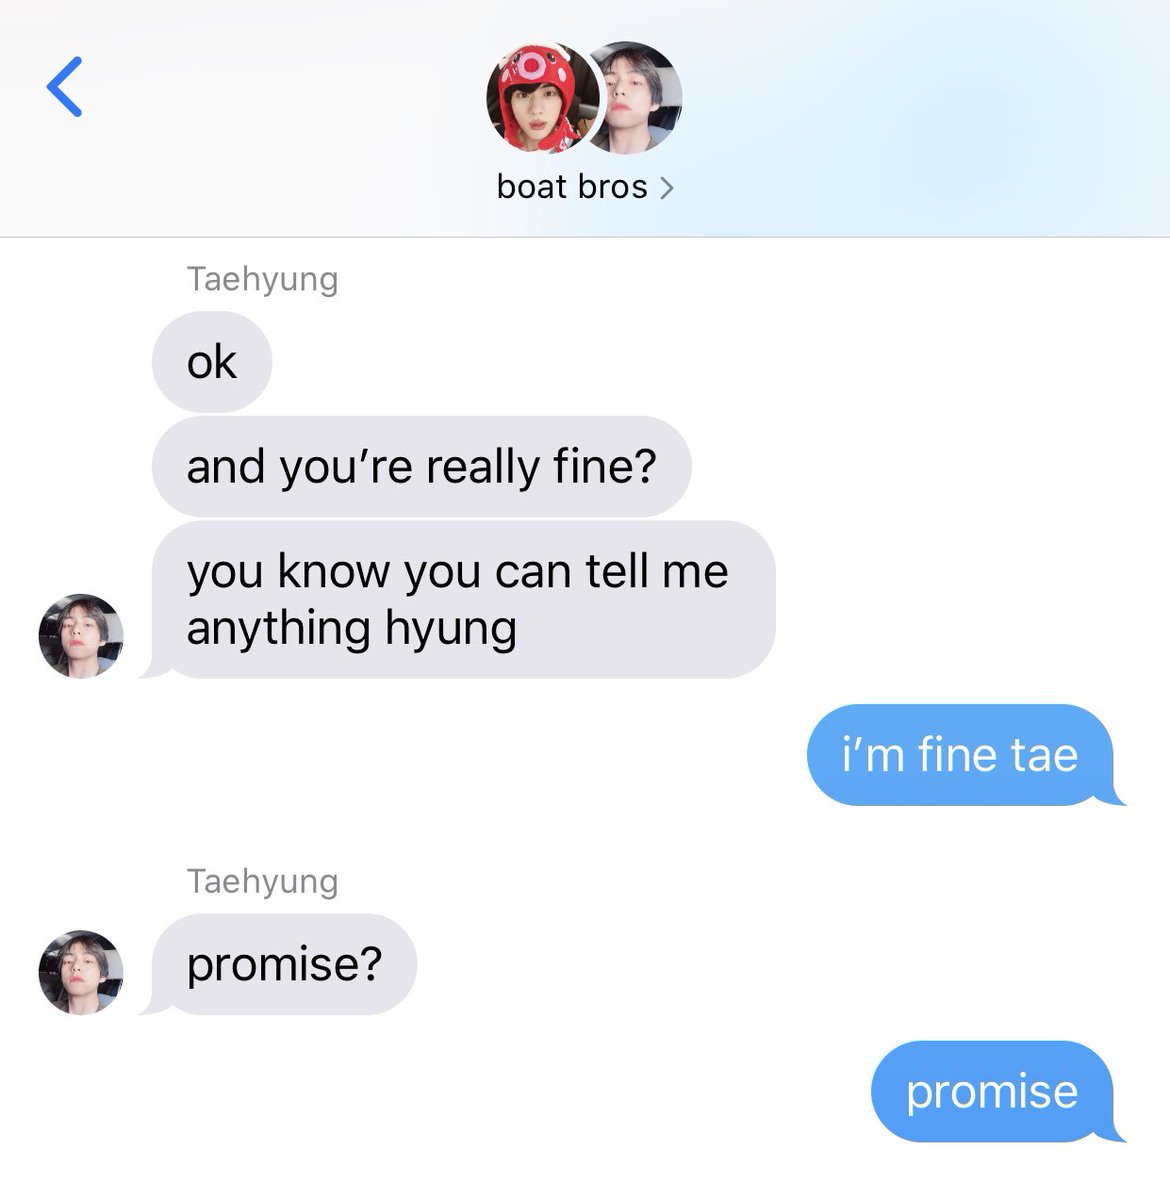 boat bros
Taehyung
ok
and you’re really fine?
you know you can tell me
anything hyung
i’m fine tae
Taehyung
promise?
promise